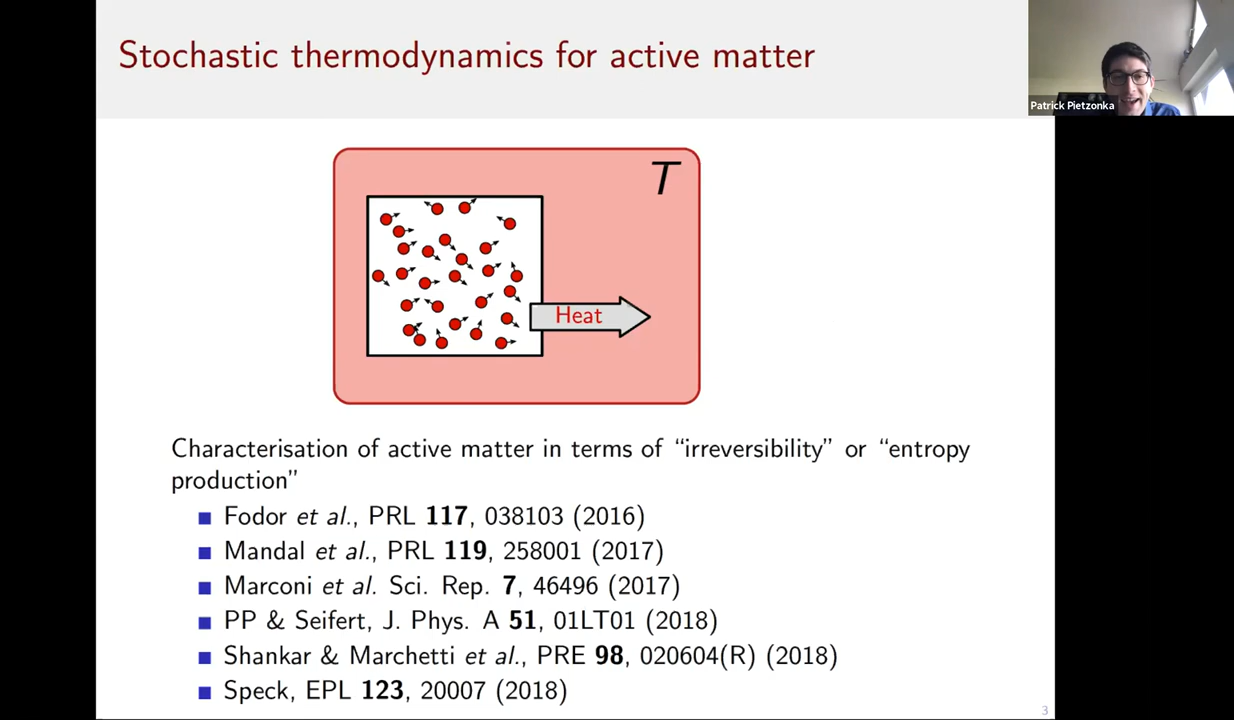 Stochastic thermodynamics for active matter
Patrick Pietzonka
T
Heat
Characterisation of active matter in terms of “irreversibility” or “entropy
production”
Fodor et al., PRL 117, 038103 (2016)
Mandal et al., PRL 119, 258001 (2017)
Marconi et al. Sci. Rep. 7, 46496 (2017)
PP & Seifert, J. Phys. A 51, 01LT01 (2018)
Shankar & Marchetti et al., PRE 98, 020604(R) (2018)
Speck, EPL 123, 20007 (2018)
3